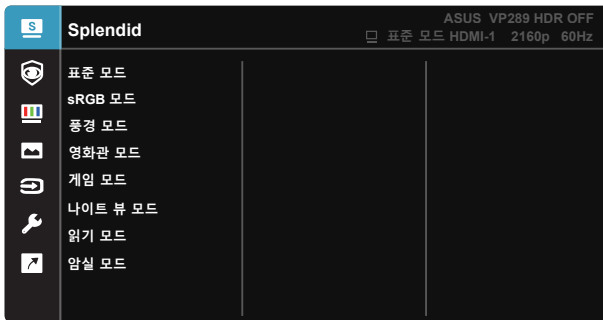 S
Splendid
ASUS VP289 HDR OFF
표준 모드 HDMI-1 2160p 60Hz
표준 모드
sRGB 모드
풍경 모드
영화관 모드
게임 모드
나이트 뷰 모드
읽기 모드
암실 모드